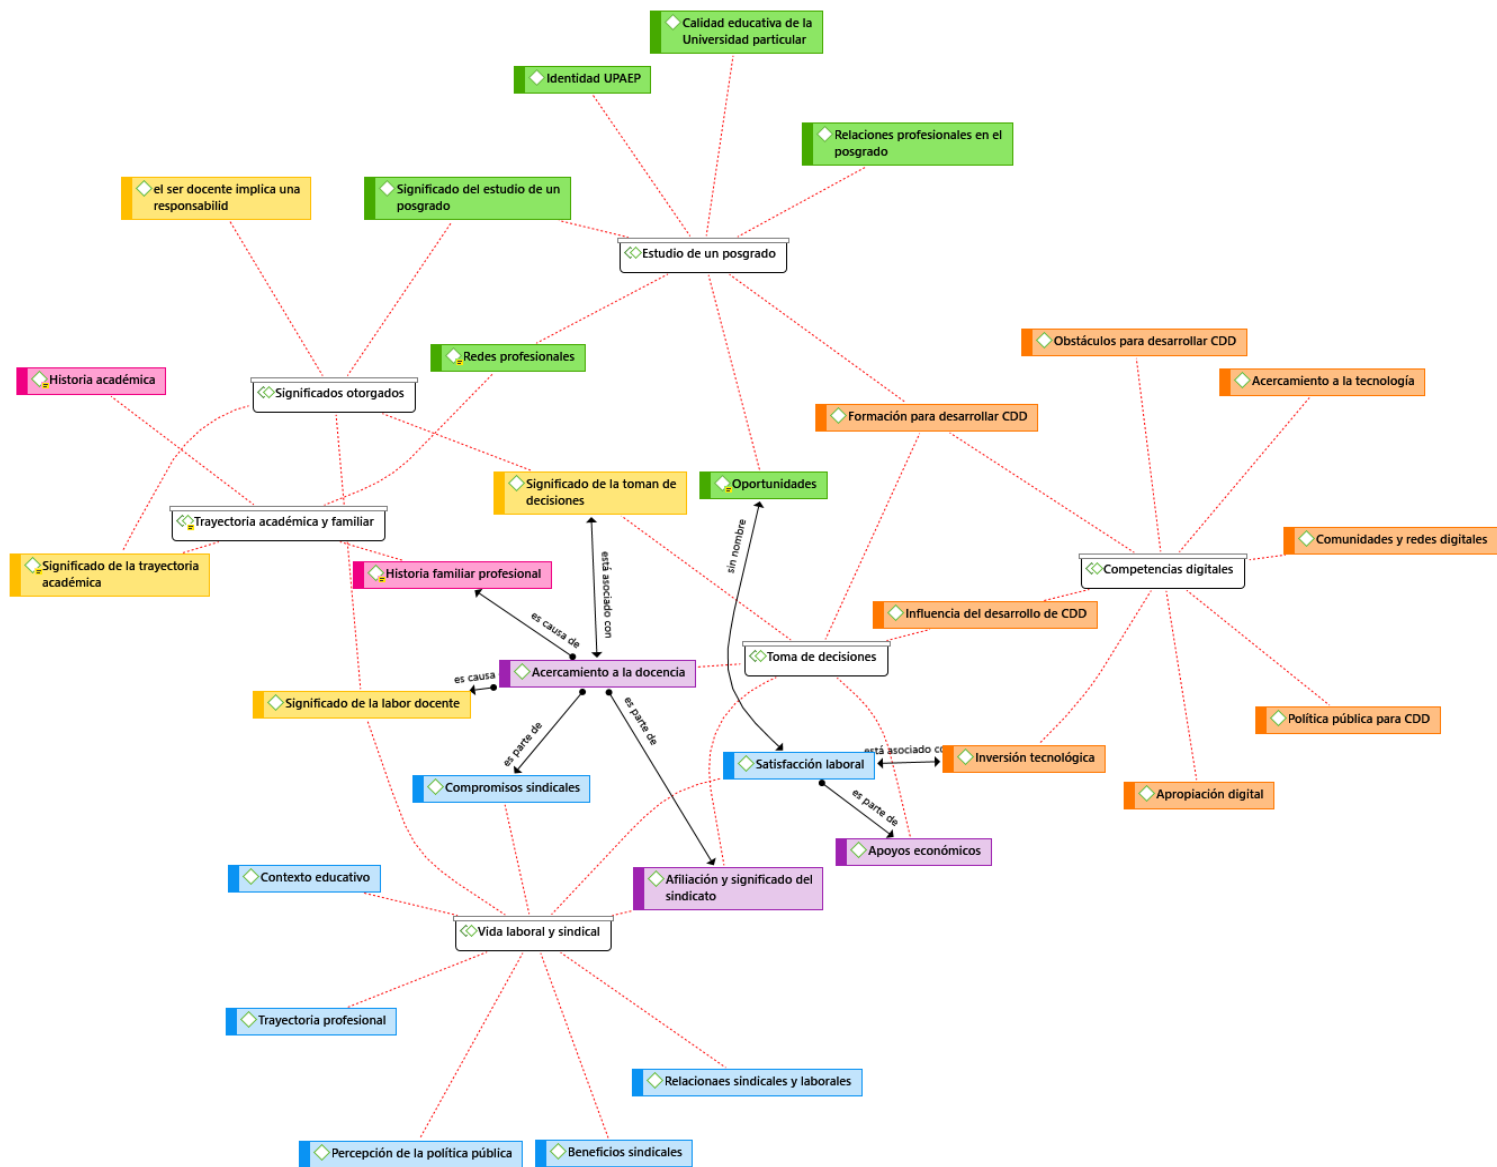 Calidad educativa de la
Universidad particular
Identidad UPAEP
Relaciones profesionales en el
posgrado
el ser docente implica una
responsabilid
Significado del estudio de un
posgrado
Estudio de un posgrado
Obstáculos para desarrollar CDD
Redes profesionales
Historia académica
Acercamiento a la tecnología
Significados otorgados
Formación para desarrollar CDD
Significado de la toman de
decisiones
Oportunidades
Trayectoria académica y familiar
sin nombre
Comunidades y redes digitales
Significado de la trayectoria
académica
Historia familiar profesional
está asociado con
Competencias digitales
es causa de
Influencia del desarrollo de CDD
Toma de decisiones
Acercamiento a la docencia
es causa
Significado de la labor docente
es parte de
es parte de
Política pública para CDD
Satisfacción laboral
está asociado co
Inversión tecnológica
Compromisos sindicales
Apropiación digital
es parte de
Apoyos económicos
Contexto educativo
Afiliación y significado del
sindicato
Vida laboral y sindical
Trayectoria profesional
Relacionaes sindicales y laborales
Percepción de la política pública
Beneficios sindicales